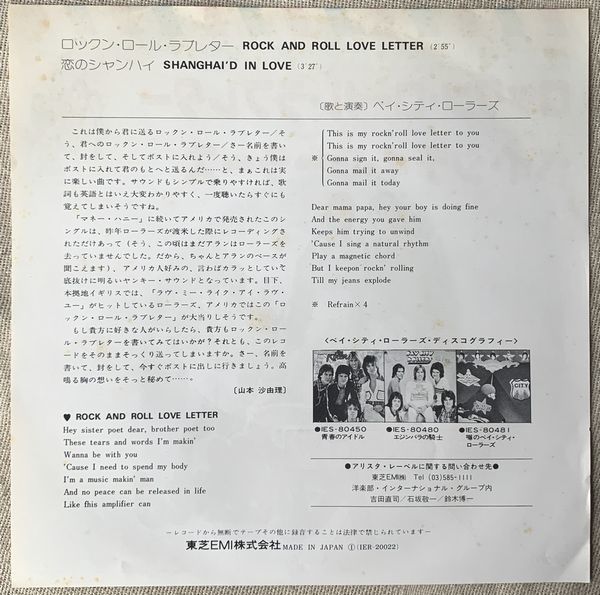 ロックン・ロール・ラブレター ROCK AND ROLL LOVE LETTER (2′55″)
恋のシャンハイ SHANGHAI'D IN LOVE (3′27″)
〔歌と演奏〕ベイ・シティ・ローラーズ
これは僕から君に送るロックン・ロール・ラブレター/そ
う、君へのロックン・ロール・ラブレター/さー名前を書い
て、封をして、そしてポストに入れよう/そう、きょう僕は
ポストに入れて君のもとへと送るんだ……と、まぁこれは実
に楽しい曲です。サウンドもシンプルで乗りやすければ、歌
詞も英語とはいえ大変わかりやすく、一度聴いたらすぐにも
覚えてしまいそうですね。
「マネー・ハニー」に続いてアメリカで発売されたこのシ
ングルは、昨年ローラーズが渡米した際にレコーディングさ
れただけあって(そう、この頃はまだアランはローラーズを
去っていませんでした。だから、ちゃんとアランのベースが
聞こえます)、アメリカ人好みの、言わばカラッとしていて
底抜けに明るいヤンキー・サウンドとなっています。目下、
本拠地イギリスでは、「ラヴ・ミー・ライク・アイ・ラヴ・
ユー」がヒットしているローラーズ、アメリカではこの「ロ
ックン・ロール・ラブレター」が大当りしそうです。
もし貴方に好きな人がいらしたら、貴方もロックン・ロー
ル・ラブレターを書いてみてはいかが?それとも、このレコ
ードをそのままそっくり送ってしまいますか。さー、名前を
書いて、封をして、今すぐポストに出しに行きましょう。高
鳴る胸の想いをそっと秘めて……。
〔山本 沙由理〕
♥ ROCK AND ROLL LOVE LETTER
Hey sister poet dear, brother poet too
These tears and words I'm makin'
Wanna be with you
'Cause I need to spend my body
I'm a music makin' man
And no peace can be released in life
Like fhis amplifier can
This is my rockn'roll love letter to you
This is my rockn'roll love letter to you
※ Gonna sign it, gonna seal it,
Gonna mail it away
Gonna mail it today
Dear mama papa, hey your boy is doing fine
And the energy you gave him
Keeps him trying to unwind
'Cause I sing a natural rhythm
Play a magnetic chord
But I keepon' rockn' rolling
Till my jeans explode
※ Refrain×4
〈ベイ・シティ・ローラーズ・ディスコグラフィー〉
CITY
●IES-80450
青春のアイドル
●IES-80480
エジンバラの騎士
●IES-80481
噂のベイ・シティ・
ローラーズ
●アリスタ・レーベルに関する問い合わせ先●
東芝EMI㈱ Tel (03)585-1111
洋楽部・インターナショナル・グループ内
吉田直司/石坂敬一/鈴木博一
—レコードから無断でテープその他に録音することは法律で禁じられています—
東芝EMI株式会社 MADE IN JAPAN Ⓘ (IER-20022)